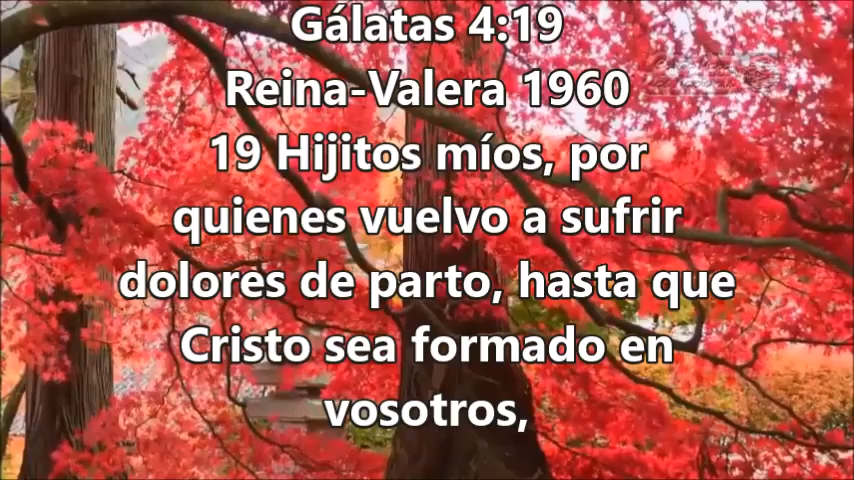 Gálatas 4:19
Reina-Valera 1960
19 Hijitos míos, por
quienes vuelvo a sufrir
dolores de parto, hasta que
Cristo sea formado en
vosotros,